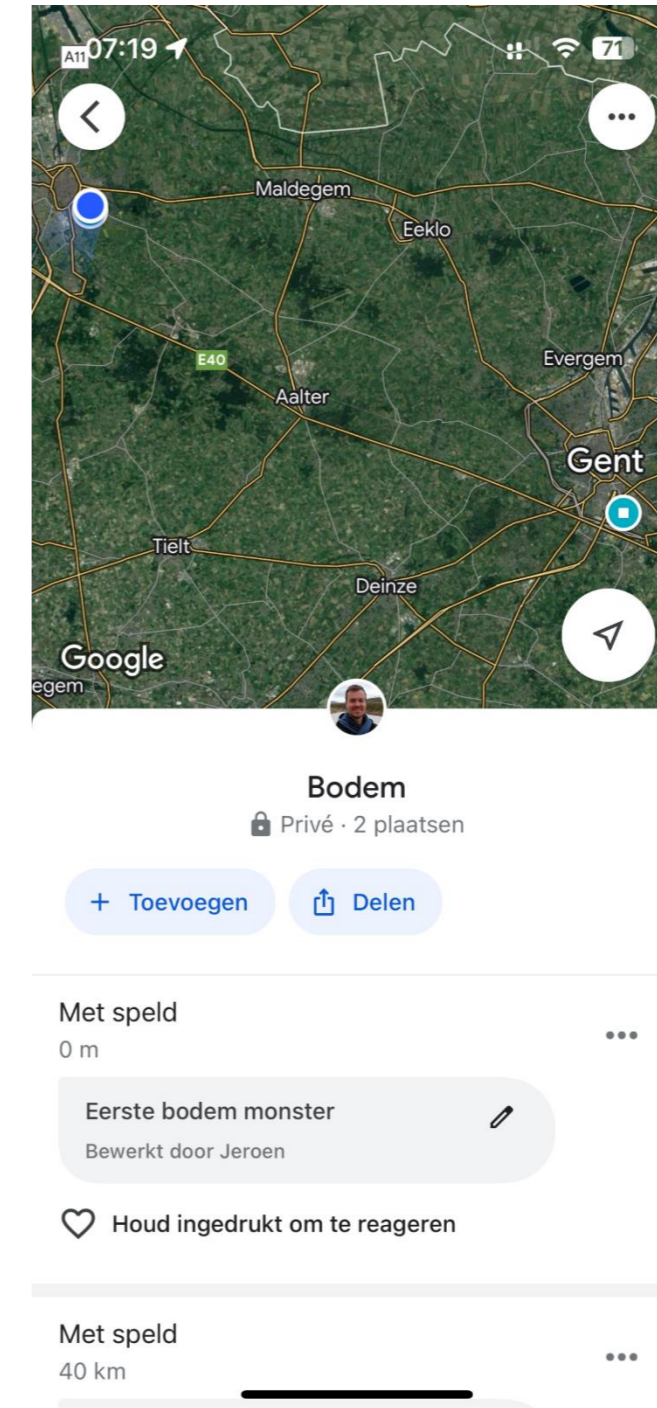 A11
07:19
71
Maldegem
Eeklo
E40
Evergem
Aalter
Gent
Tielt
Deinze
Google
egem
Bodem
Privé · 2 plaatsen
+ Toevoegen
Delen
Met speld
0 m
Eerste bodem monster
Bewerkt door Jeroen
Houd ingedrukt om te reageren
Met speld
40 km